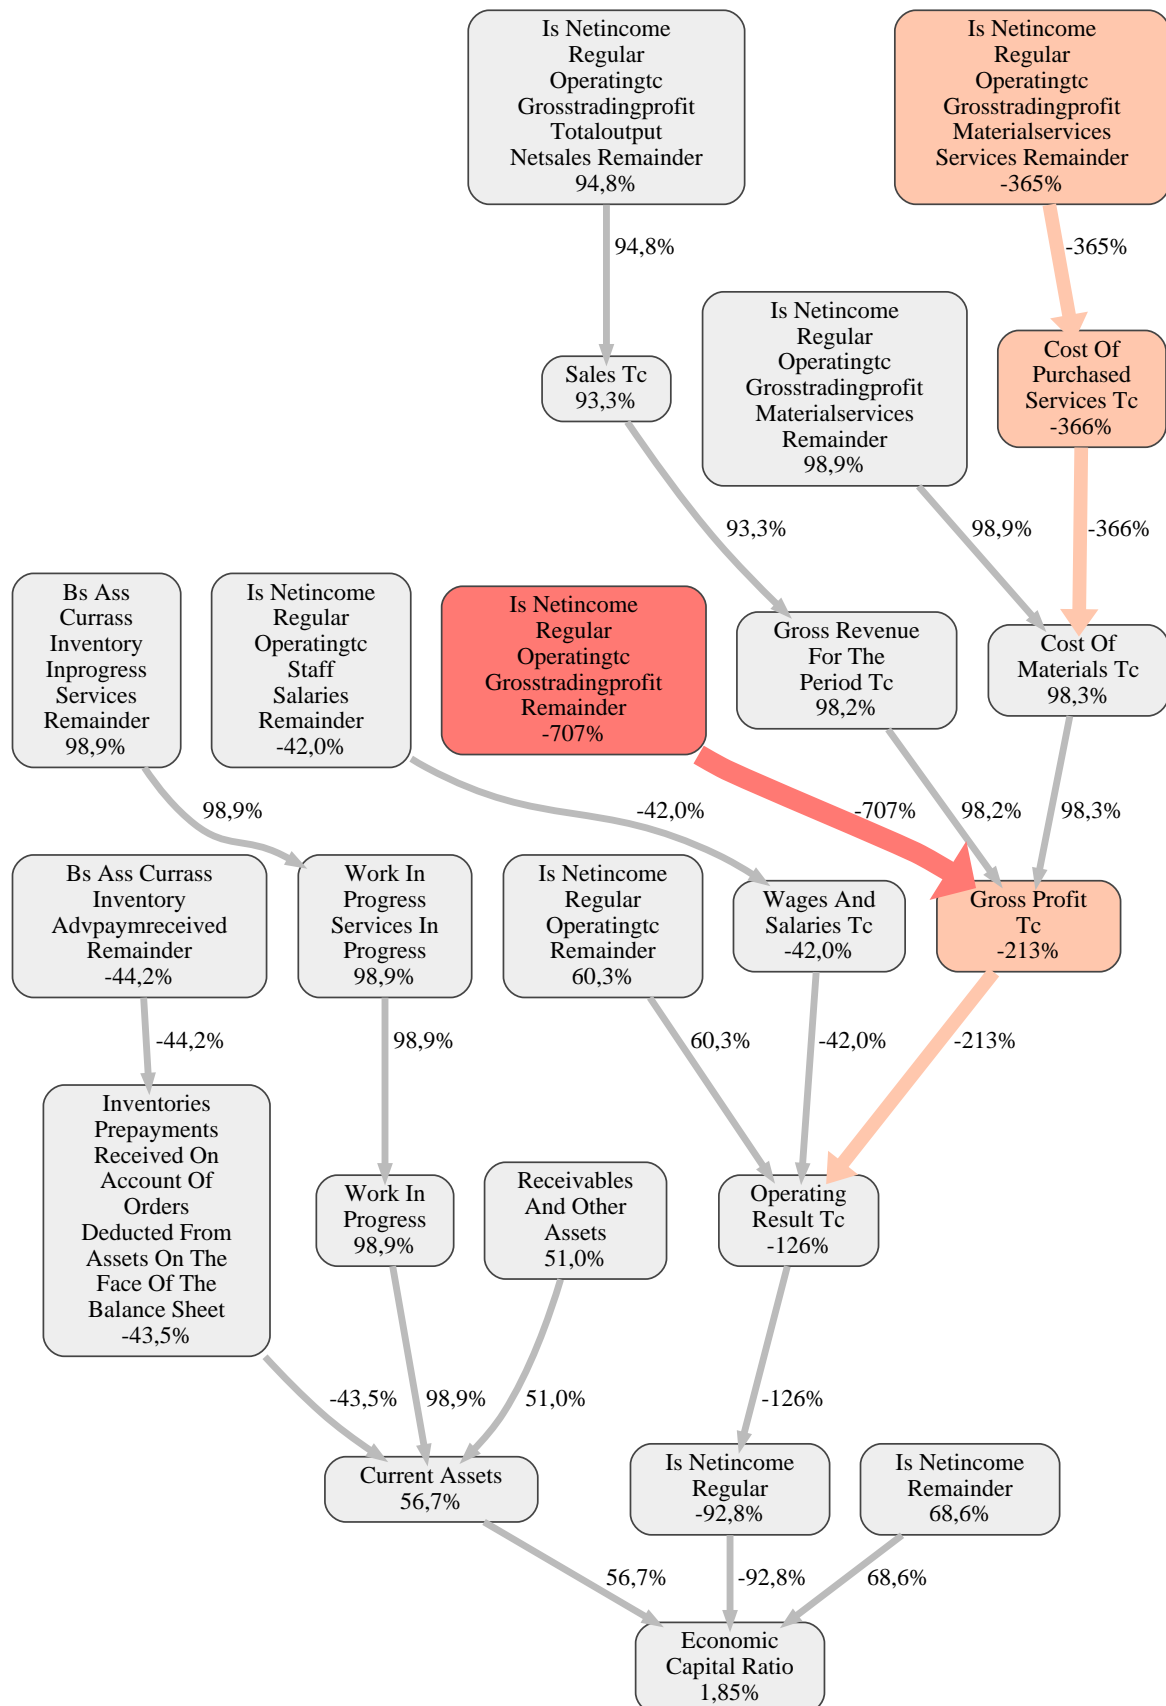 Is Netincome
Regular
Operatingtc
Grosstradingprofit
Totaloutput
Netsales Remainder
94,8%
Is Netincome
Regular
Operatingtc
Grosstradingprofit
Materialservices
Services Remainder
-365%
94,8%
-365%
Is Netincome
Regular
Operatingtc
Grosstradingprofit
Materialservices
Remainder
98,9%
Cost Of
Purchased
Services Tc
-366%
Sales Tc
93,3%
93,3%
98,9%
-366%
Bs Ass
Currass
Inventory
Inprogress
Services
Remainder
98,9%
Is Netincome
Regular
Operatingtc
Staff
Salaries
Remainder
-42,0%
Is Netincome
Regular
Operatingtc
Grosstradingprofit
Remainder
-707%
Gross Revenue
For The
Period Tc
98,2%
Cost Of
Materials Tc
98,3%
98,9%
-42,0%
-707%
98,2%
98,3%
Bs Ass Currass
Inventory
Advpaymreceived
Remainder
-44,2%
Work In
Progress
Services In
Progress
98,9%
Is Netincome
Regular
Operatingtc
Remainder
60,3%
Wages And
Salaries Tc
-42,0%
Gross Profit
Tc
-213%
-44,2%
98,9%
60,3%
-42,0%
-213%
Inventories
Prepayments
Received On
Account Of
Orders
Deducted From
Assets On The
Face Of The
Balance Sheet
-43,5%
Work In
Progress
98,9%
Receivables
And Other
Assets
51,0%
Operating
Result Tc
-126%
-43,5%
98,9%
51,0%
-126%
Current Assets
56,7%
Is Netincome
Regular
-92,8%
Is Netincome
Remainder
68,6%
56,7%
-92,8%
68,6%
Economic
Capital Ratio
1,85%